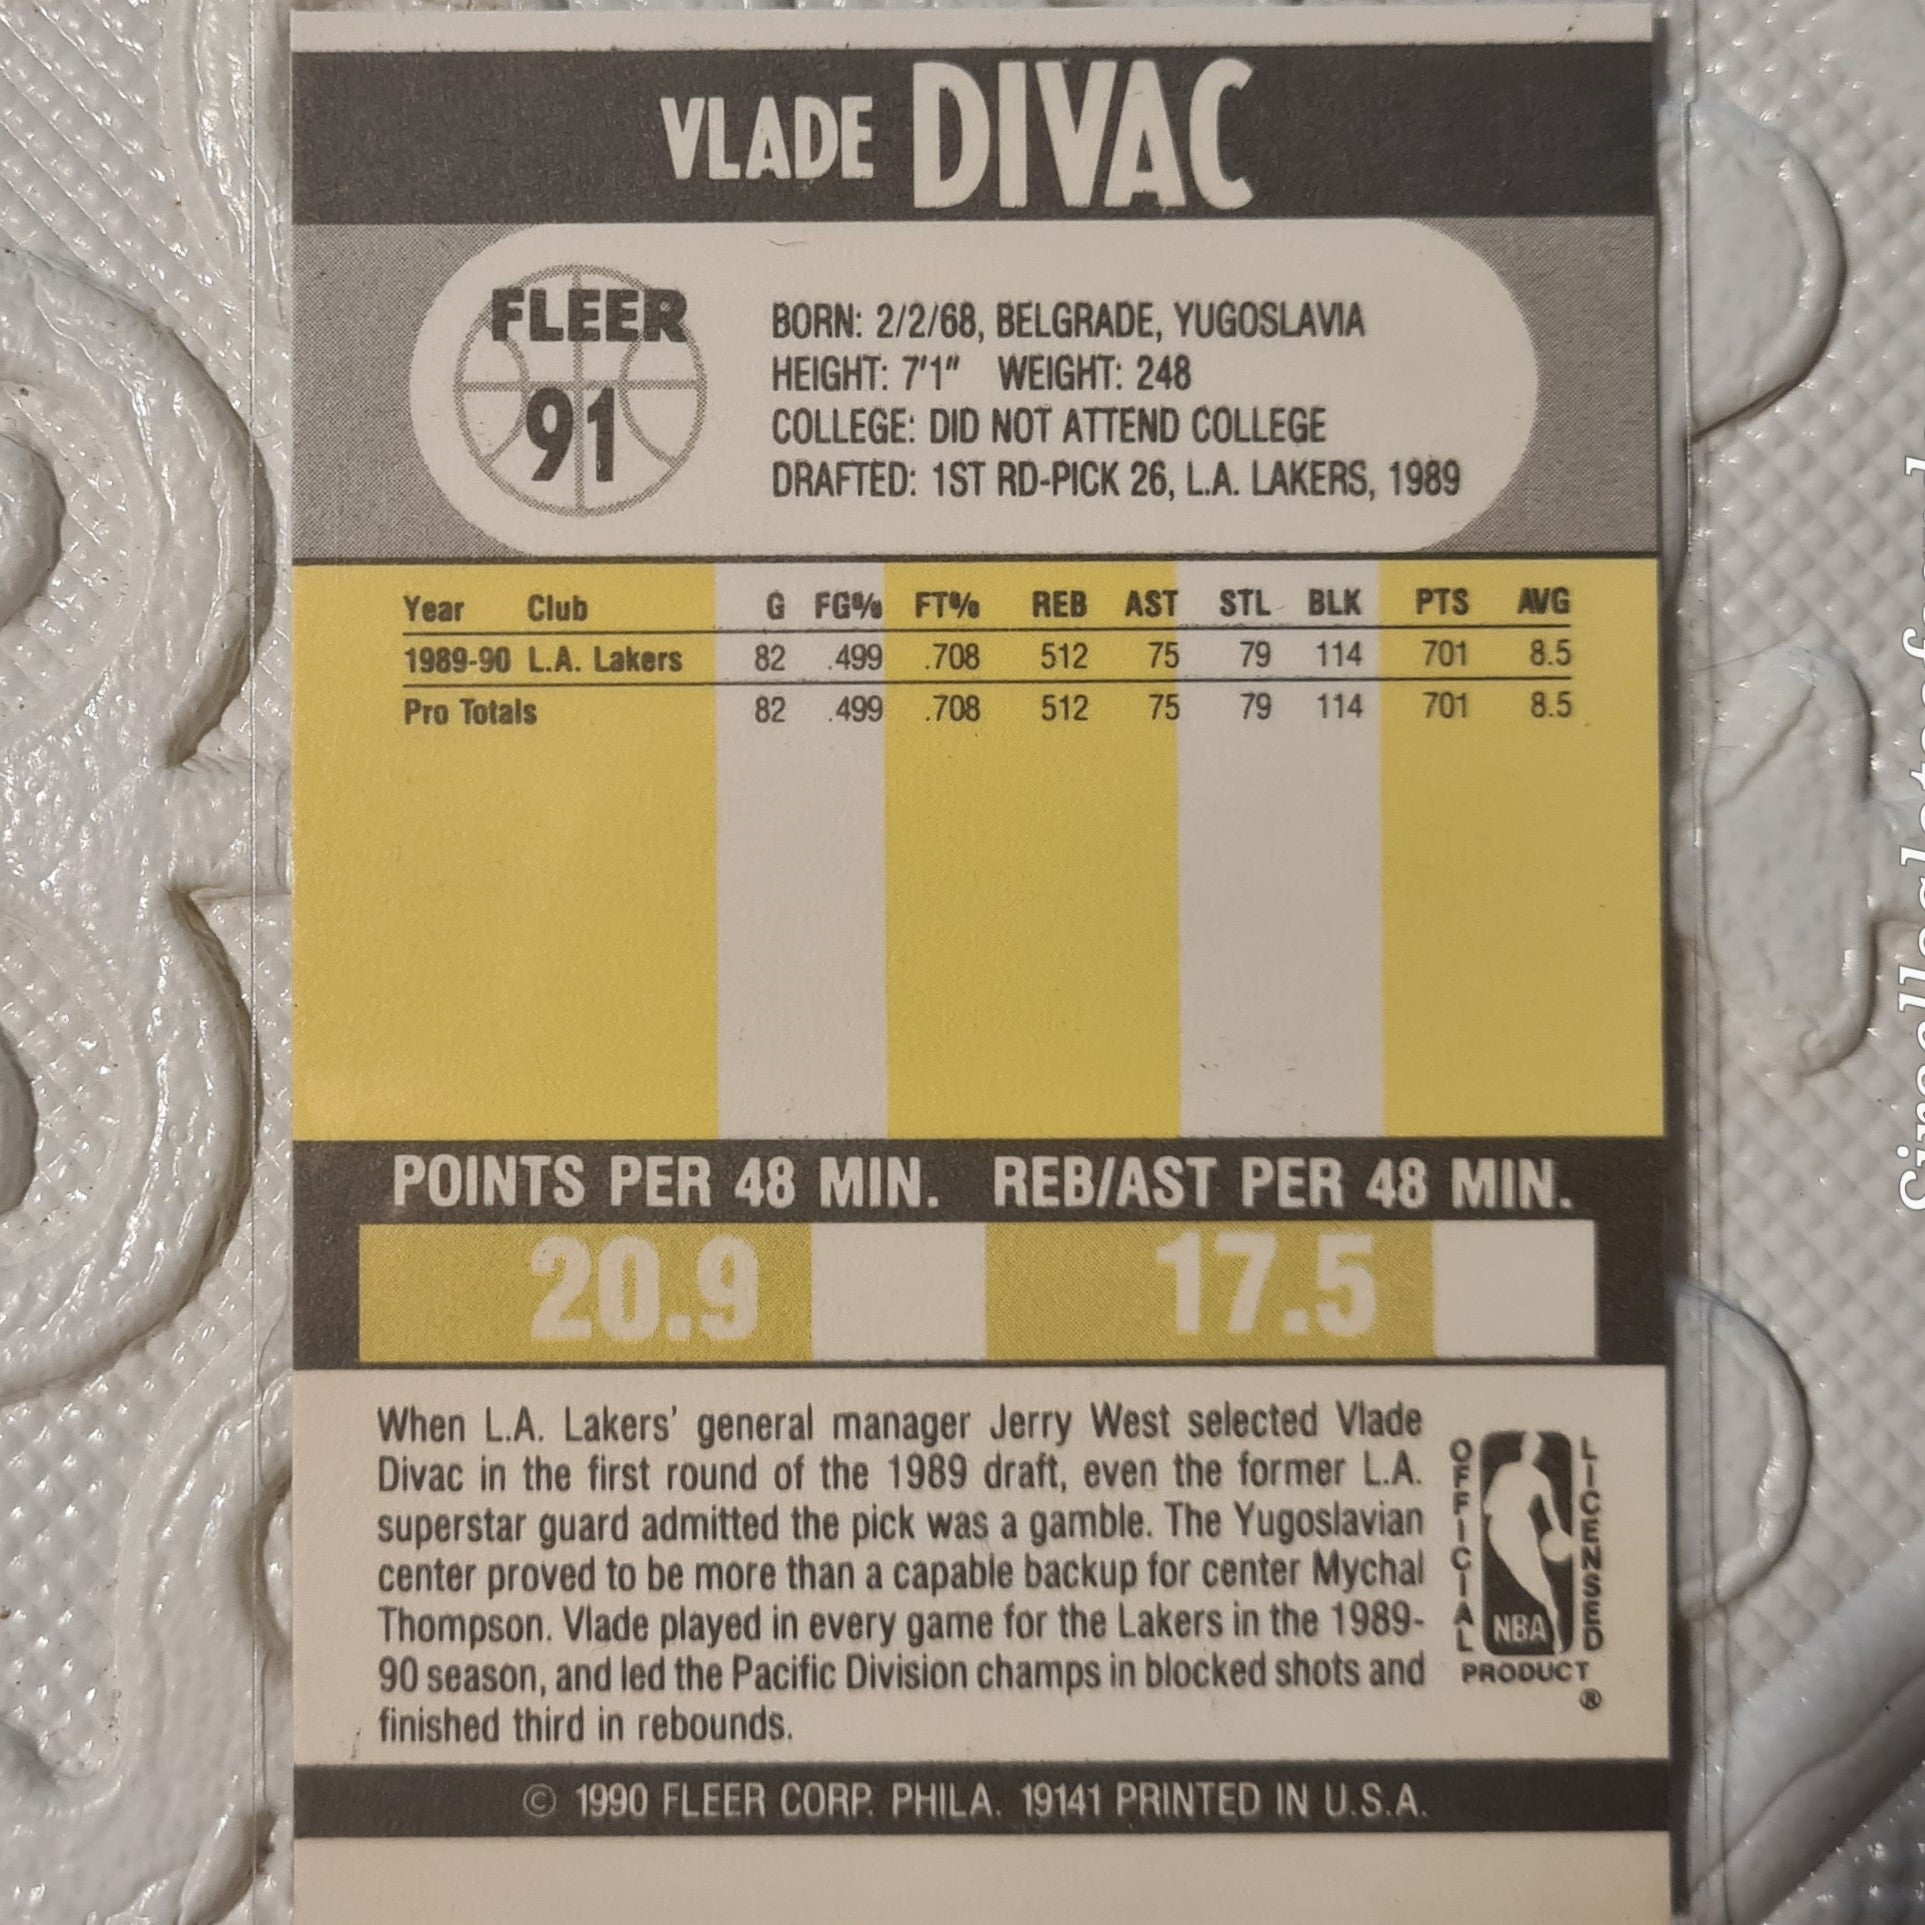 VLADE DIVAC
FLEER
91
BORN: 2/2/68, BELGRADE, YUGOSLAVIA
HEIGHT: 7'1" WEIGHT: 248
COLLEGE: DID NOT ATTEND COLLEGE
DRAFTED: 1ST RD-PICK 26, L.A. LAKERS, 1989
Year Club G FG% FT% REB AST STL BLK PTS AVG
1989-90 L.A. Lakers 82 .499 .708 512 75 79 114 701 8.5
Pro Totals 82 .499 .708 512 75 79 114 701 8.5
POINTS PER 48 MIN. REB/AST PER 48 MIN.
20.9 17.5
When L.A. Lakers' general manager Jerry West selected Vlade
Divac in the first round of the 1989 draft, even the former L.A.
superstar guard admitted the pick was a gamble. The Yugoslavian
center proved to be more than a capable backup for center Mychal
Thompson. Vlade played in every game for the Lakers in the 1989-
90 season, and led the Pacific Division champs in blocked shots and
finished third in rebounds.
OFFICIAL
LICENSED
NBA
PRODUCT
®
© 1990 FLEER CORP. PHILA. 19141 PRINTED IN U.S.A.